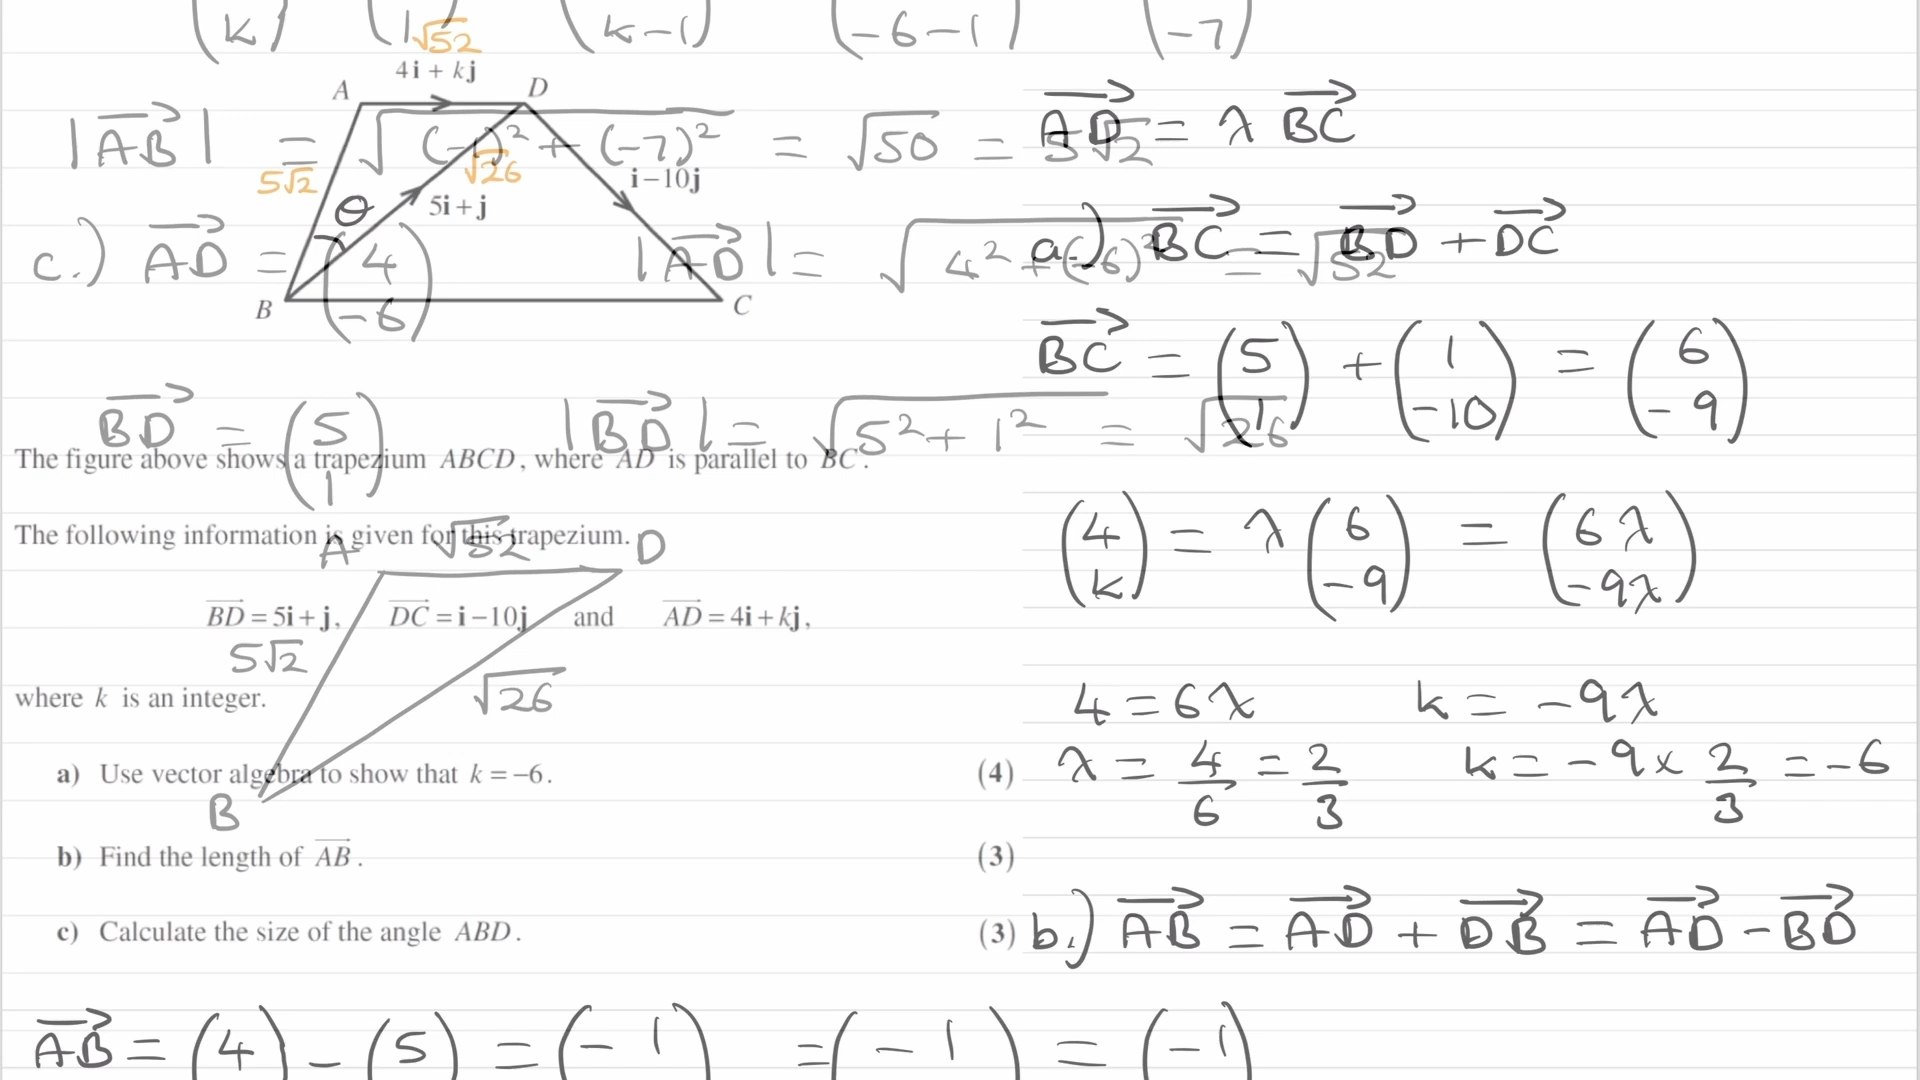 (k) (1) (k-1) (-6-1) (-7)
√52
4i + kj
A D
|AB| = √(-1)² + (-7)² = √50 = 5√2
AD = λ BC
5√2 √26
i−10j
θ 5i+j
c.) AD = (4 -6) |AD| = √4² + (-6)² = √52
a.) BC = BD + DC
B C
BC = (5 1) + (1 -10) = (6 -9)
BD = (5 1) |BD| = √5² + 1² = √26
The figure above shows a trapezium ABCD, where AD is parallel to BC.
The following information is given for this trapezium.
A √52 D
(4 k) = λ (6 -9) = (6λ -9λ)
BD = 5i + j, DC = i − 10j and AD = 4i + kj,
5√2
√26
where k is an integer.
4 = 6λ k = -9λ
a) Use vector algebra to show that k = −6. (4)
λ = 4/6 = 2/3 k = -9 × 2/3 = -6
B
b) Find the length of AB. (3)
c) Calculate the size of the angle ABD. (3)
b.) AB = AD + DB = AD - BD
AB = (4 - (5 = (-1) = (-1) = (-1)